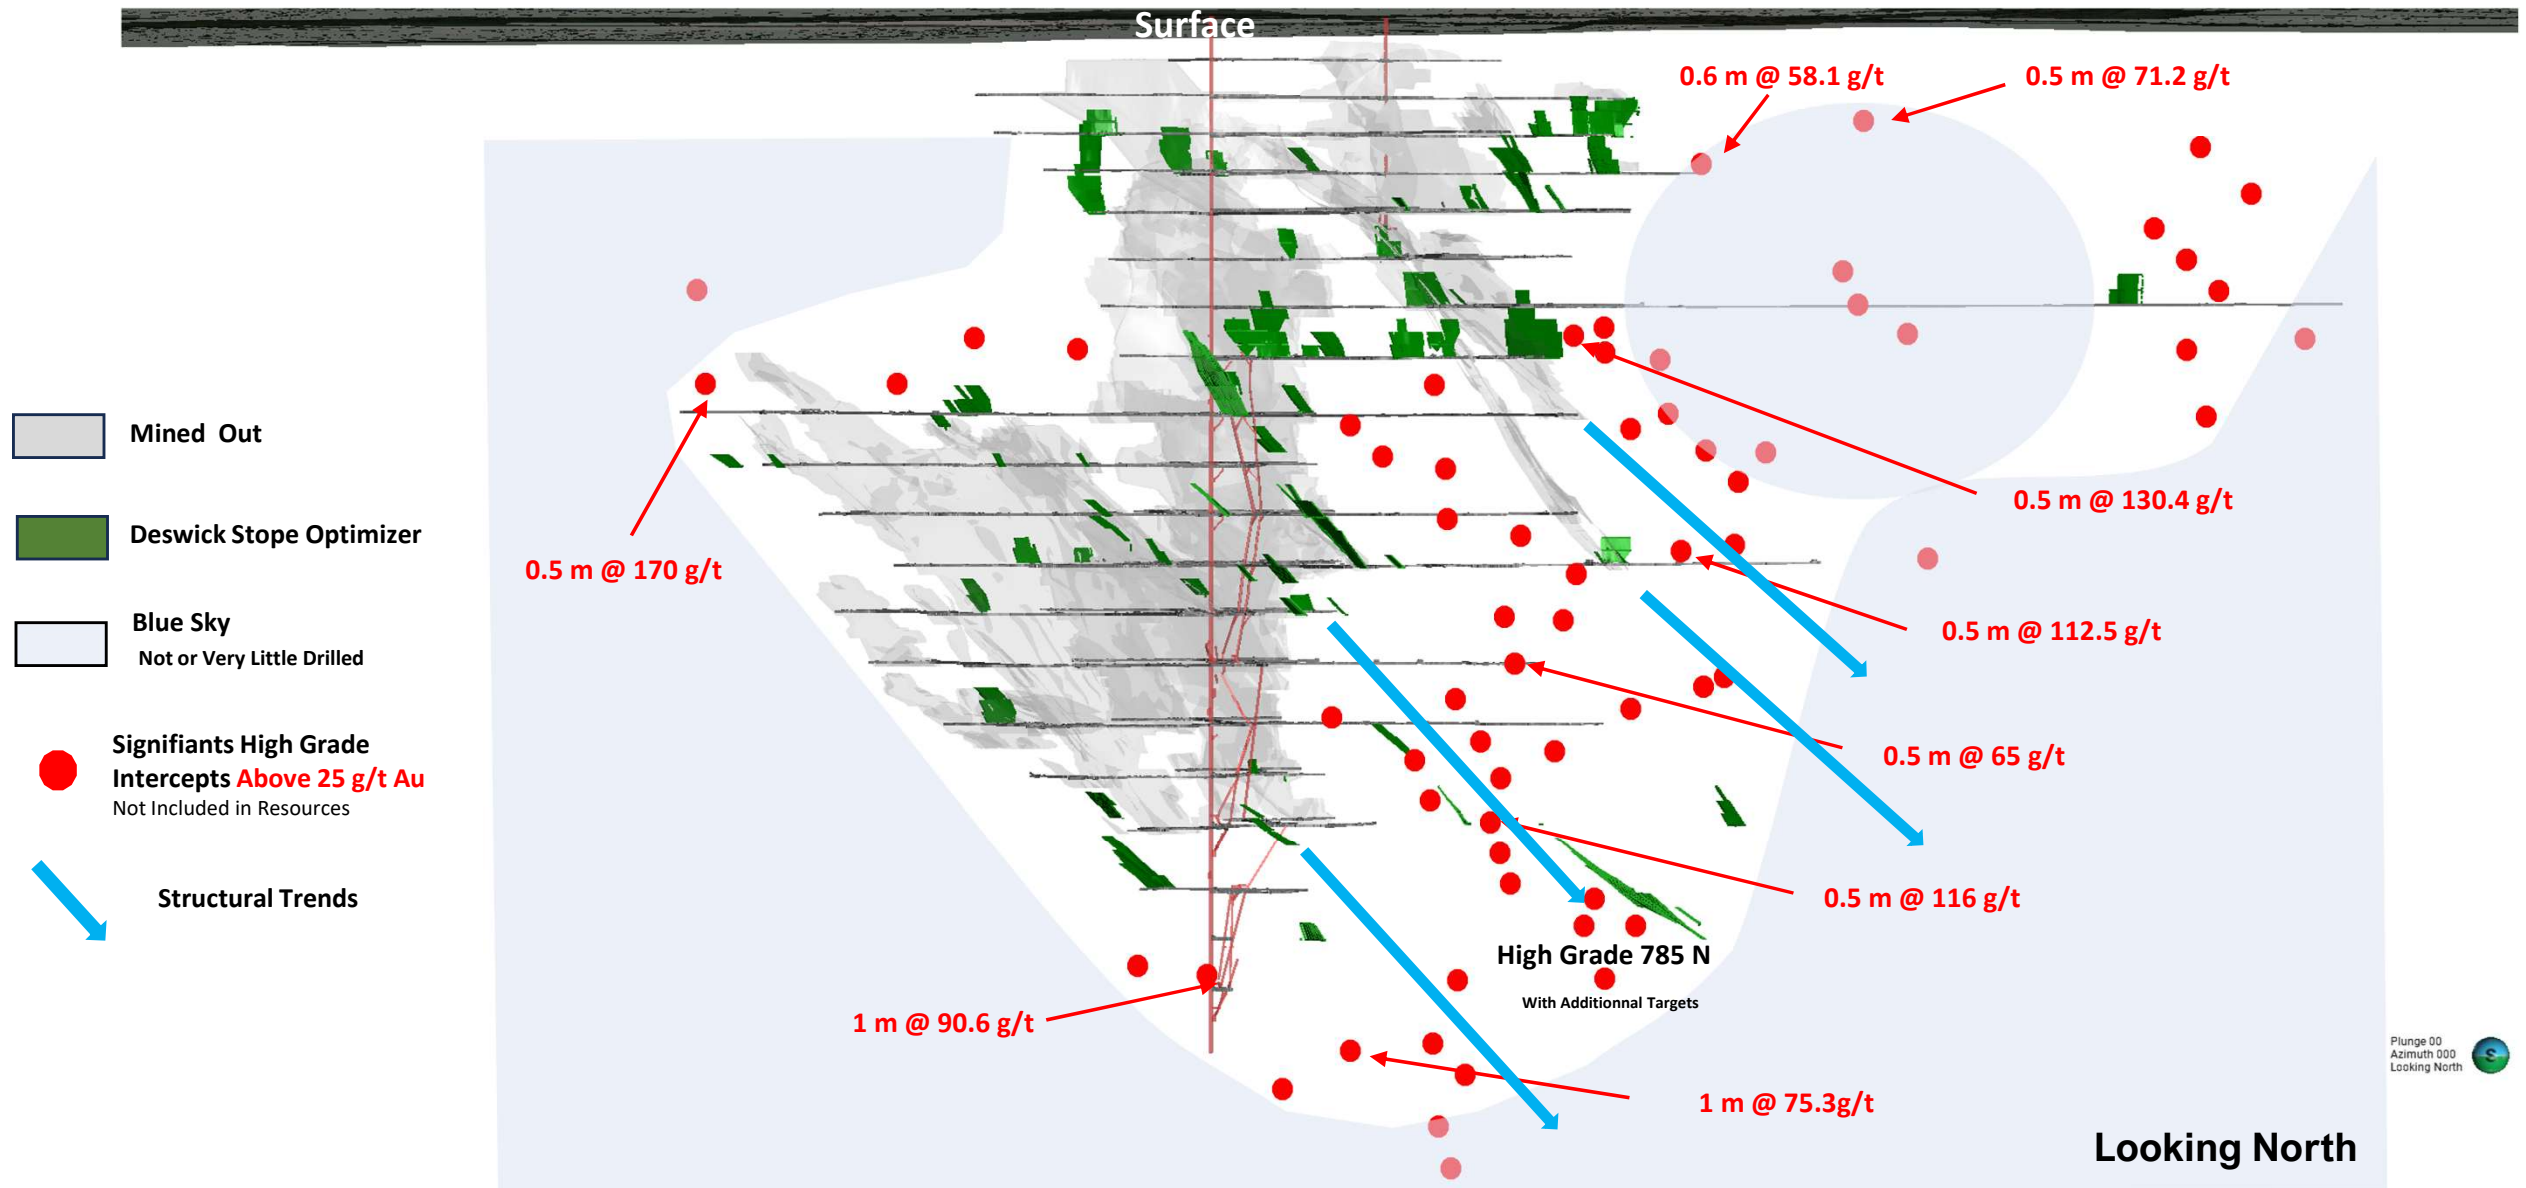 Surface
0.6 m @ 58.1 g/t
0.5 m @ 71.2 g/t
Mined Out
Deswick Stope Optimizer
Blue Sky
Not or Very Little Drilled
Signifiants High Grade
Intercepts Above 25 g/t Au
Not Included in Resources
Structural Trends
0.5 m @ 170 g/t
0.5 m @ 130.4 g/t
0.5 m @ 112.5 g/t
0.5 m @ 65 g/t
0.5 m @ 116 g/t
High Grade 785 N
With Additionnal Targets
1 m @ 90.6 g/t
1 m @ 75.3g/t
Plunge 00
Azimuth 000
Looking North
S
Looking North